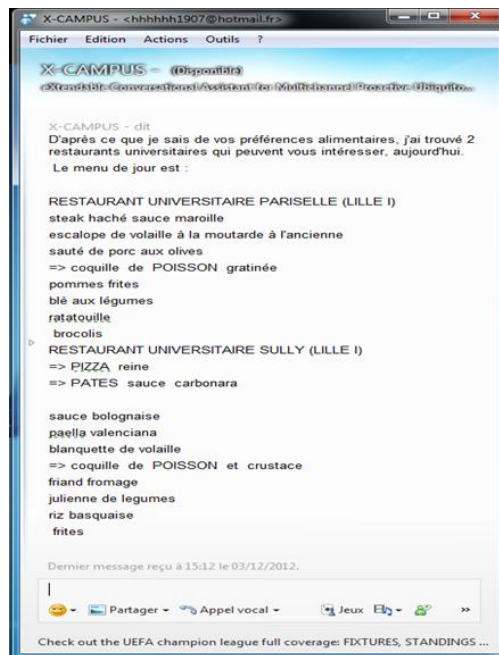 X-CAMPUS - <hhhhhh1907@hotmail.fr>
Fichier Edition Actions Outils ?
X-CAMPUS - (Disponible)
eXtendable Conversational Assistant for Multichannel Proactive Ubiquito...
X-CAMPUS - dit
D'après ce que je sais de vos préférences alimentaires, j'ai trouvé 2
restaurants universitaires qui peuvent vous intéresser, aujourd'hui.
Le menu de jour est :
RESTAURANT UNIVERSITAIRE PARISELLE (LILLE I)
steak haché sauce maroille
escalope de volaille à la moutarde à l'ancienne
sauté de porc aux olives
=> coquille de POISSON gratinée
pommes frites
blè aux légumes
ratatouille
brocolis
RESTAURANT UNIVERSITAIRE SULLY (LILLE I)
=> PIZZA reine
=> PATES sauce carbonara
sauce bolognaise
paella valenciana
blanquette de volaille
=> coquille de POISSON et crustace
friand fromage
julienne de legumes
riz basquaise
frites
Dernier message reçu à 15:12 le 03/12/2012.
Partager Appel vocal Jeux »
Check out the UEFA champion league full coverage: FIXTURES, STANDINGS ...